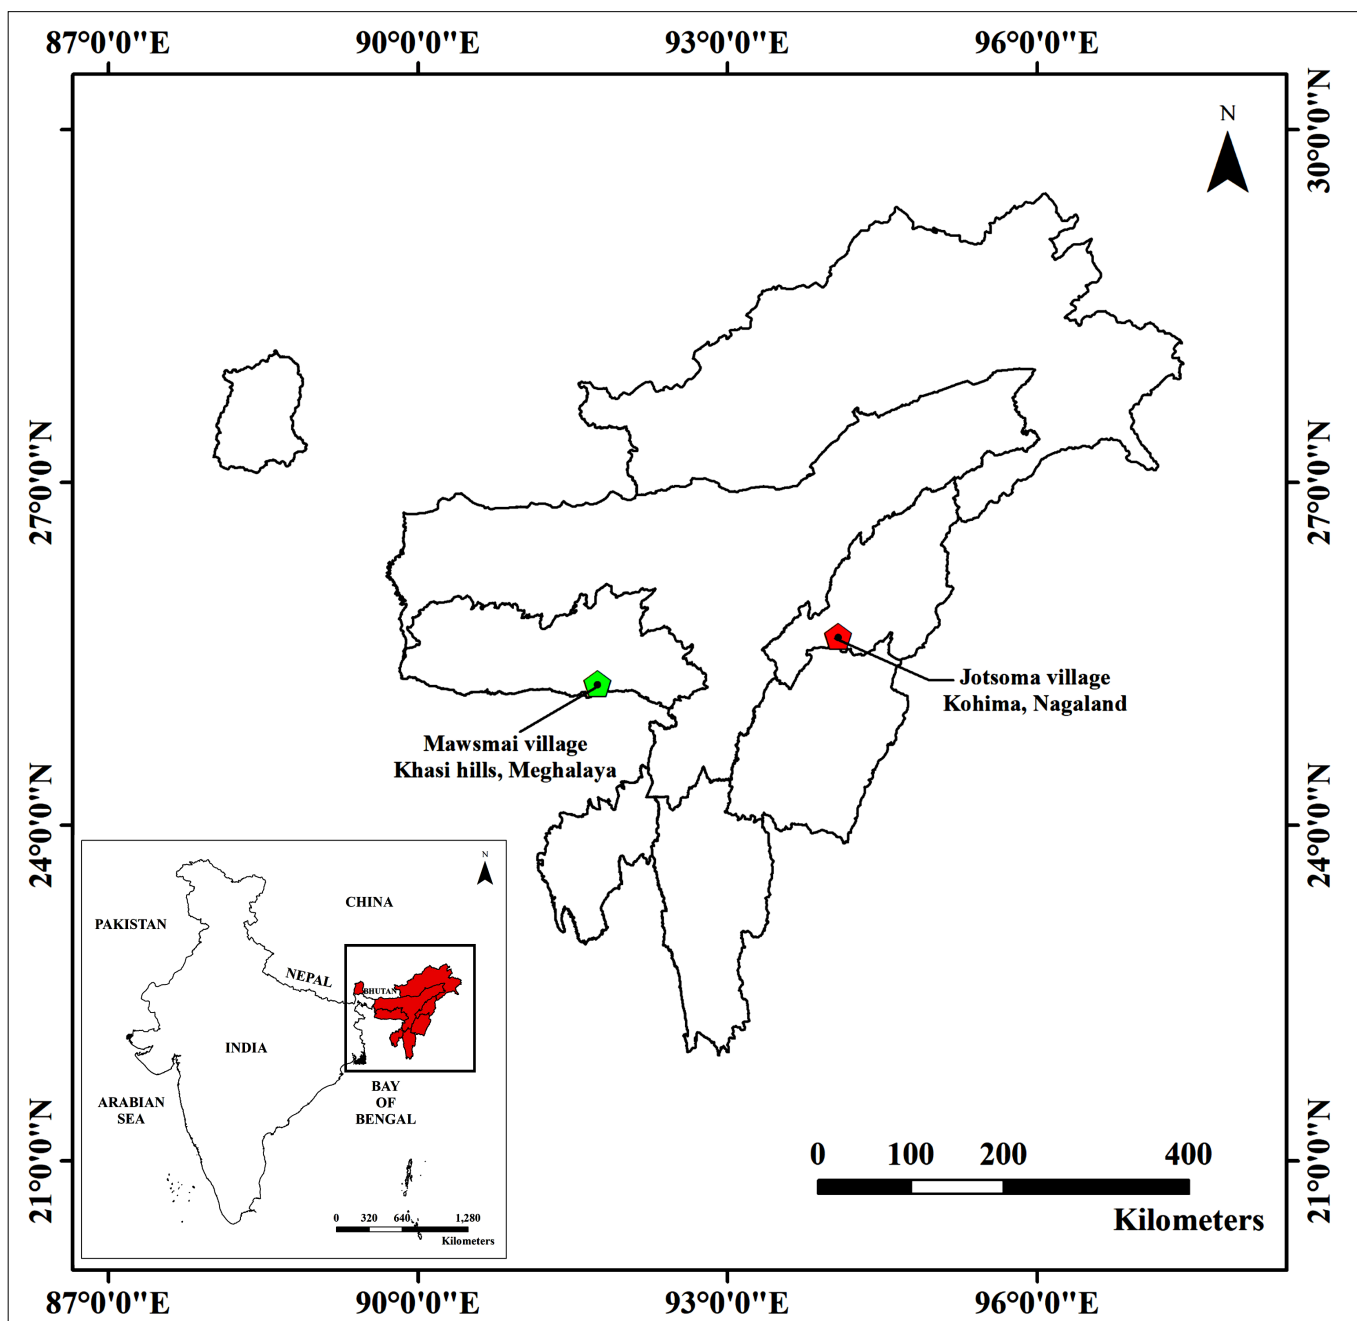 87°0'0"E 90°0'0"E 93°0'0"E 96°0'0"E
30°0'0"N
N
27°0'0"N
27°0'0"N
Jotsoma village
Kohima, Nagaland
Mawsmai village
Khasi hills, Meghalaya
24°0'0"N
24°0'0"N
N
CHINA
PAKISTAN
NEPAL
BHUTAN
INDIA
ARABIAN
SEA
BAY
OF
BENGAL
0 320 640 1,280
Kilometers
21°0'0"N
0 100 200 400
Kilometers
21°0'0"N
87°0'0"E 90°0'0"E 93°0'0"E 96°0'0"E